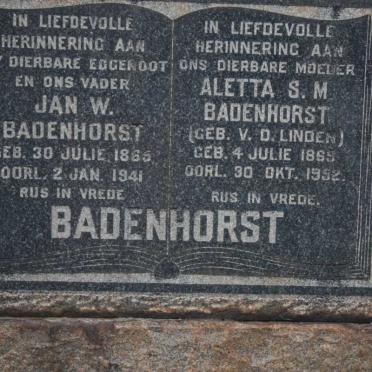 IN LIEFDEVOLLE
HERINNERING AAN
DIERBARE EGGENOOT
EN ONS VADER
JAN W.
BADENHORST
GEB. 30 JULIE
OORL. 2 JAN. 1941
RUS IN VREDE
IN LIEFDEVOLLE
HERINNERING AAN
ONS DIERBARE MOEDER
ALETTA S. M
BADENHORST
(GEB. V. D. LINDEN)
GEB. 4 JULIE 1869
OORL. 30 OKT. 1952.
RUS IN VREDE.
BADENHORST